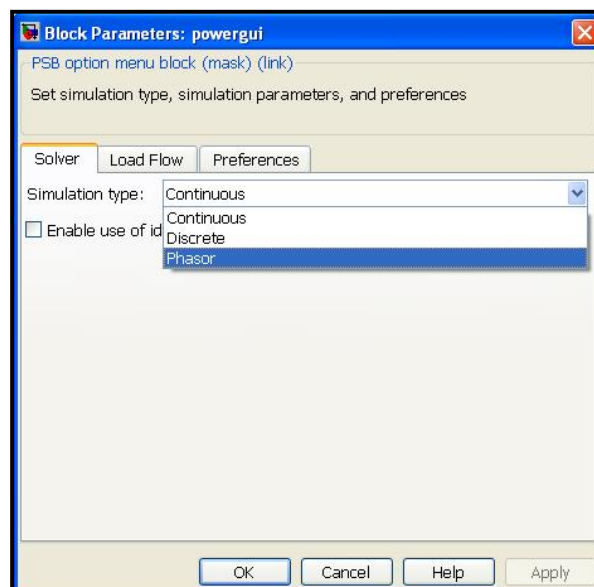 Block Parameters: powergui
PSB option menu block (mask) (link)
Set simulation type, simulation parameters, and preferences
Solver
Load Flow
Preferences
Simulation type:
Continuous
Continuous
Enable use of id
Discrete
Phasor
OK
Cancel
Help
Apply